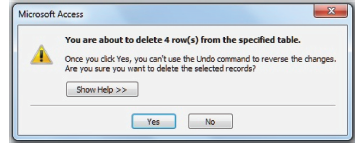 Microsoft Access
You are about to delete 4 row(s) from the specified table.
Once you click Yes, you can't use the Undo command to reverse the changes.
Are you sure you want to delete the selected records?
Show Help >>
Yes No